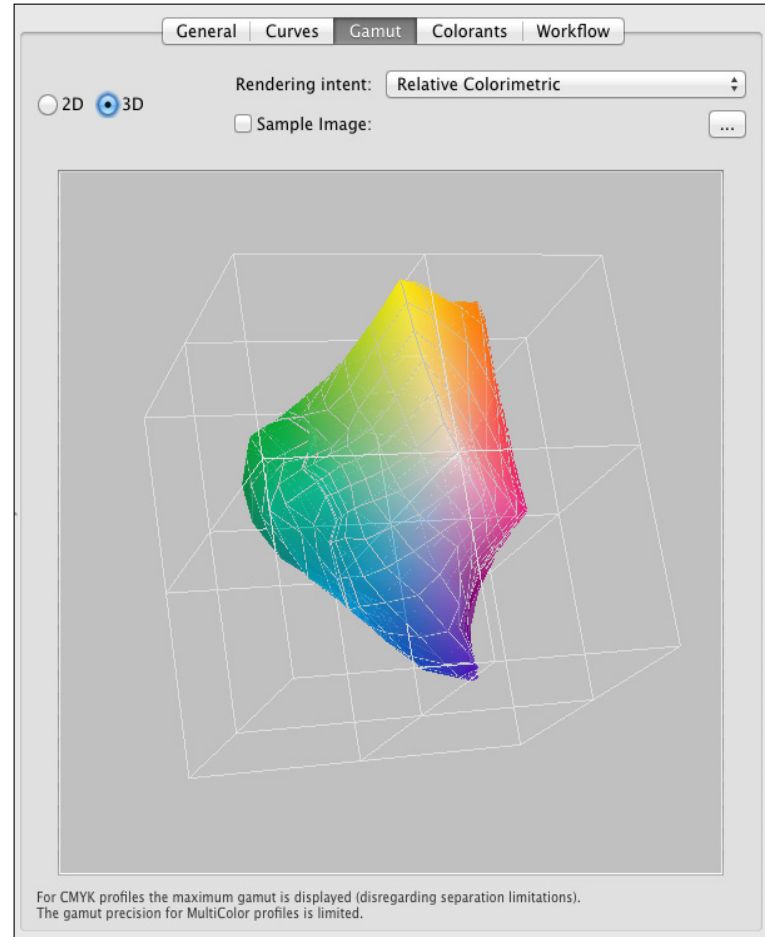 General Curves Gamut Colorants Workflow
Rendering intent: Relative Colorimetric
2D 3D
Sample Image: ...
For CMYK profiles the maximum gamut is displayed (disregarding separation limitations).
The gamut precision for MultiColor profiles is limited.